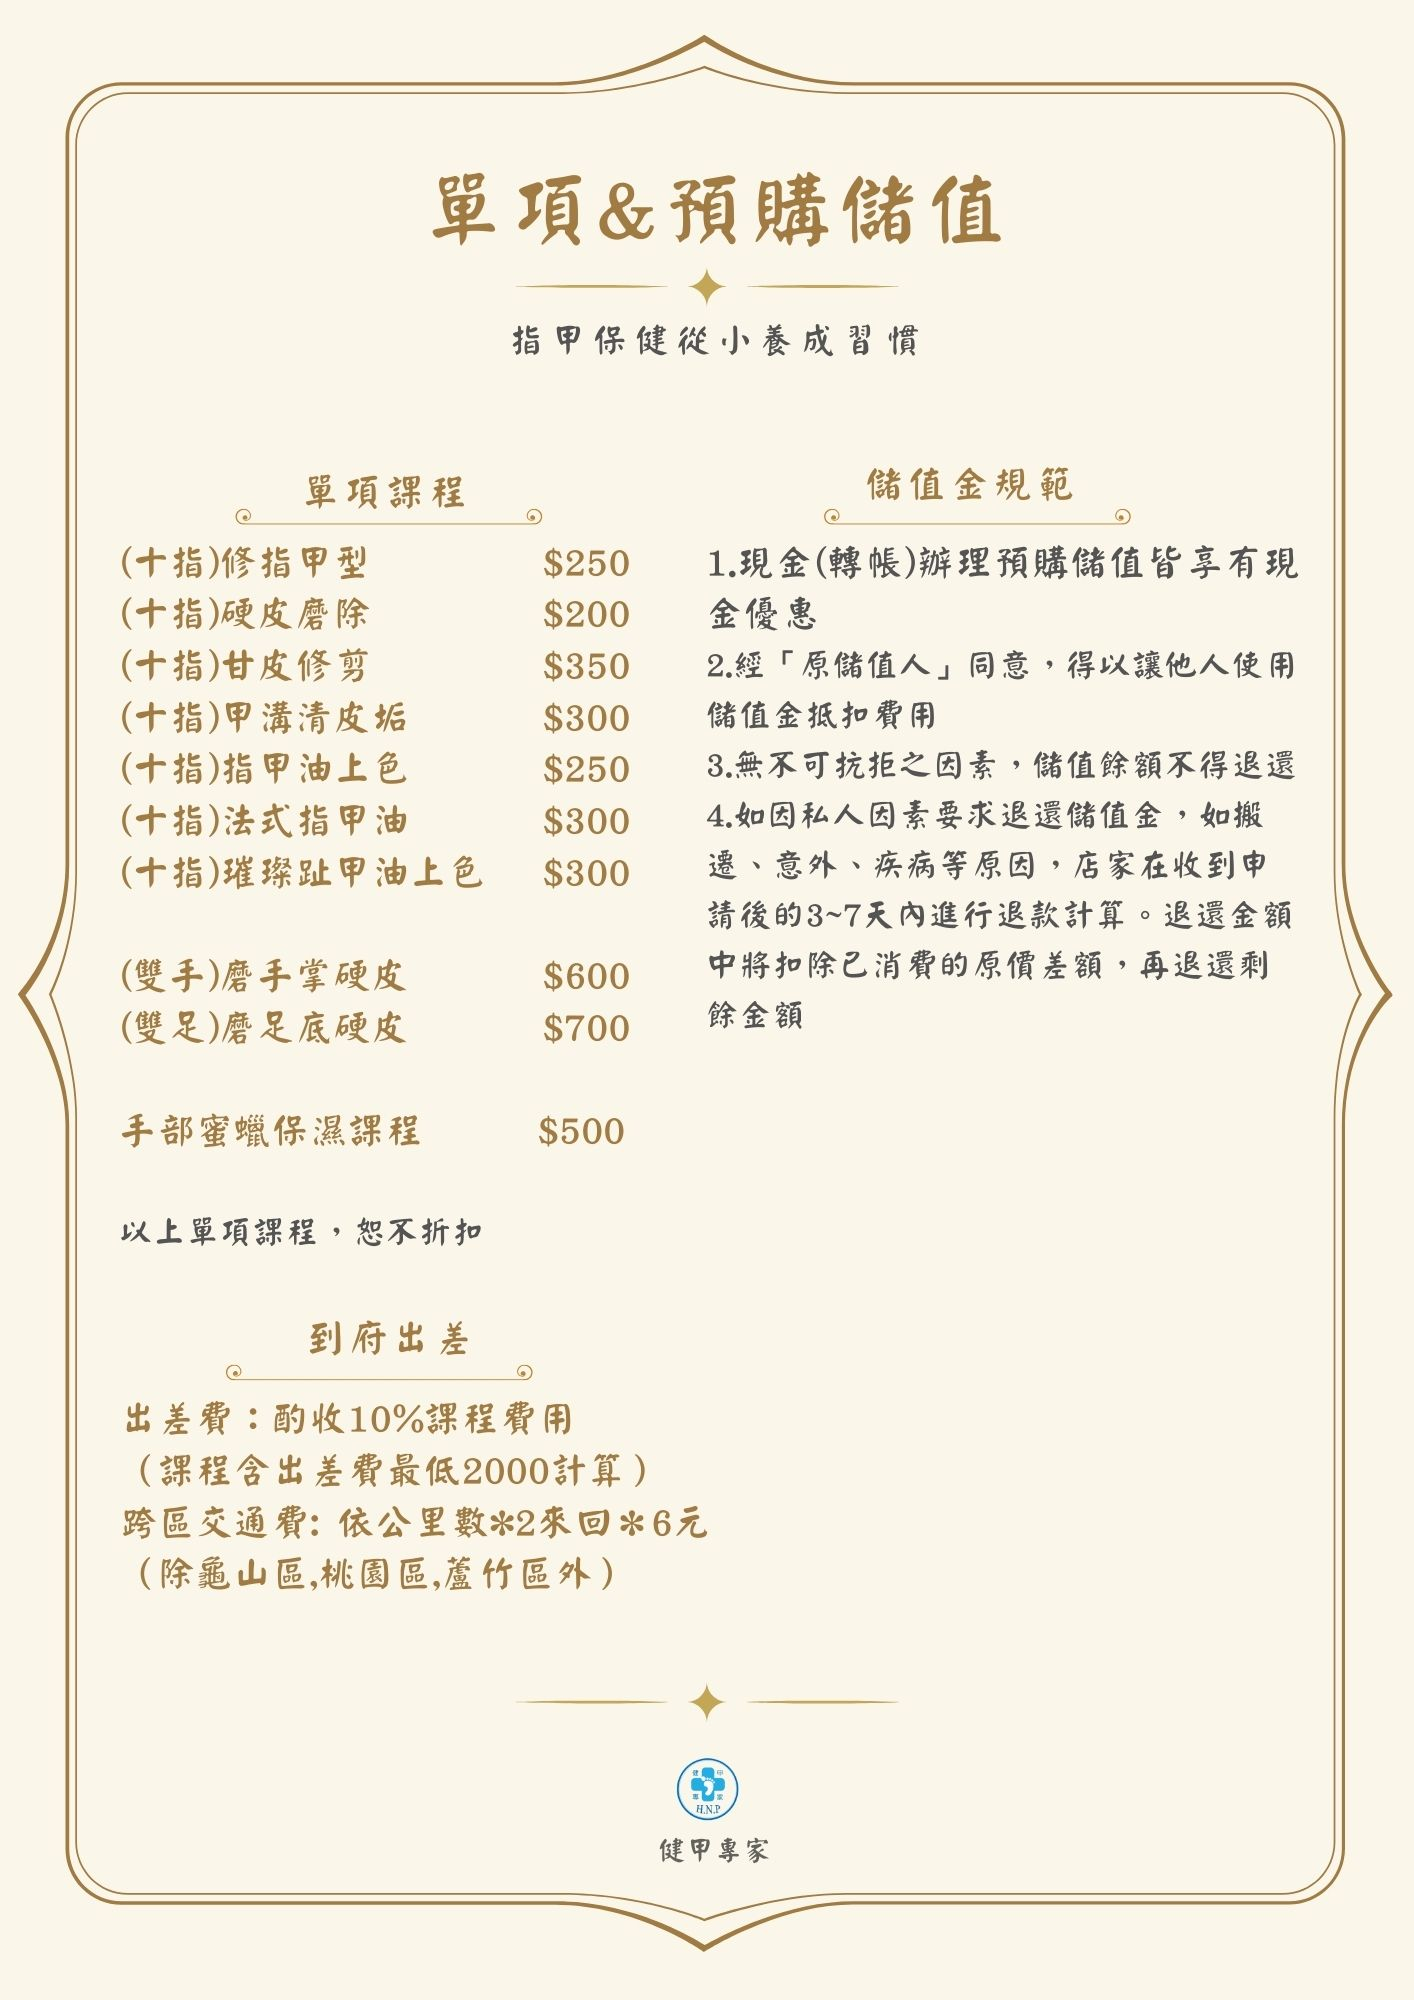 單項&預購儲值
指甲保健從小養成習慣
單項課程
(十指)修指甲型 $250
(十指)硬皮磨除 $200
(十指)甘皮修剪 $350
(十指)甲溝清皮垢 $300
(十指)指甲油上色 $250
(十指)法式指甲油 $300
(十指)璀璨趾甲油上色 $300
(雙手)磨手掌硬皮 $600
(雙足)磨足底硬皮 $700
手部蜜蠟保濕課程 $500
以上單項課程，恕不折扣
儲值金規範
1.現金(轉帳)辦理預購儲值皆享有現
金優惠
2.經「原儲值人」同意，得以讓他人使用
儲值金抵扣費用
3.無不可抗拒之因素，儲值餘額不得退還
4.如因私人因素要求退還儲值金，如搬
遷、意外、疾病等原因，店家在收到申
請後的3~7天內進行退款計算。退還金額
中將扣除已消費的原價差額，再退還剩
餘金額
到府出差
出差費：酌收10%課程費用
（課程含出差費最低2000計算）
跨區交通費: 依公里數*2來回*6元
（除龜山區,桃園區,蘆竹區外）
健 甲
專 家
H.N.P
健甲專家